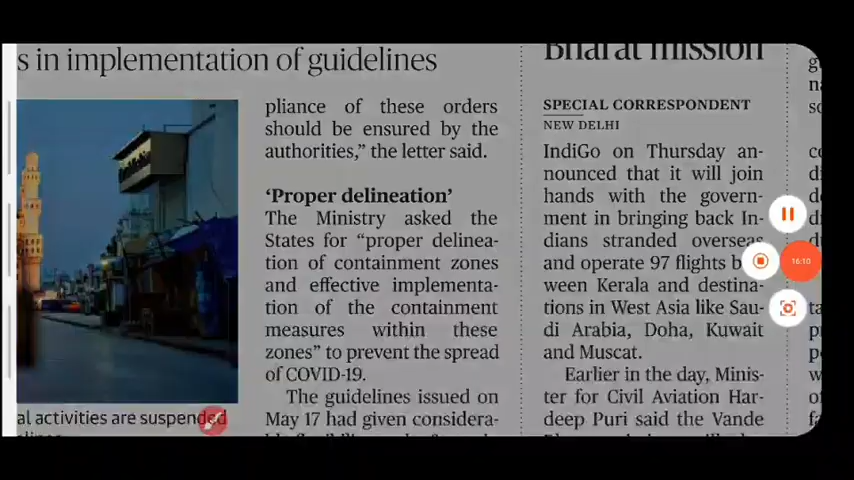 s in implementation of guidelines
al activities are suspended
pliance of these orders
should be ensured by the
authorities,” the letter said.
‘Proper delineation’
The Ministry asked the
States for “proper delinea-
tion of containment zones
and effective implementa-
tion of the containment
measures within these
zones” to prevent the spread
of COVID-19.
The guidelines issued on
May 17 had given considera-
Bharat mission
SPECIAL CORRESPONDENT
NEW DELHI
IndiGo on Thursday an-
nounced that it will join
hands with the govern-
ment in bringing back In-
dians stranded overseas
and operate 97 flights b
ween Kerala and destina-
tions in West Asia like Sau-
di Arabia, Doha, Kuwait
and Muscat.
Earlier in the day, Minis-
ter for Civil Aviation Har-
deep Puri said the Vande
16:10